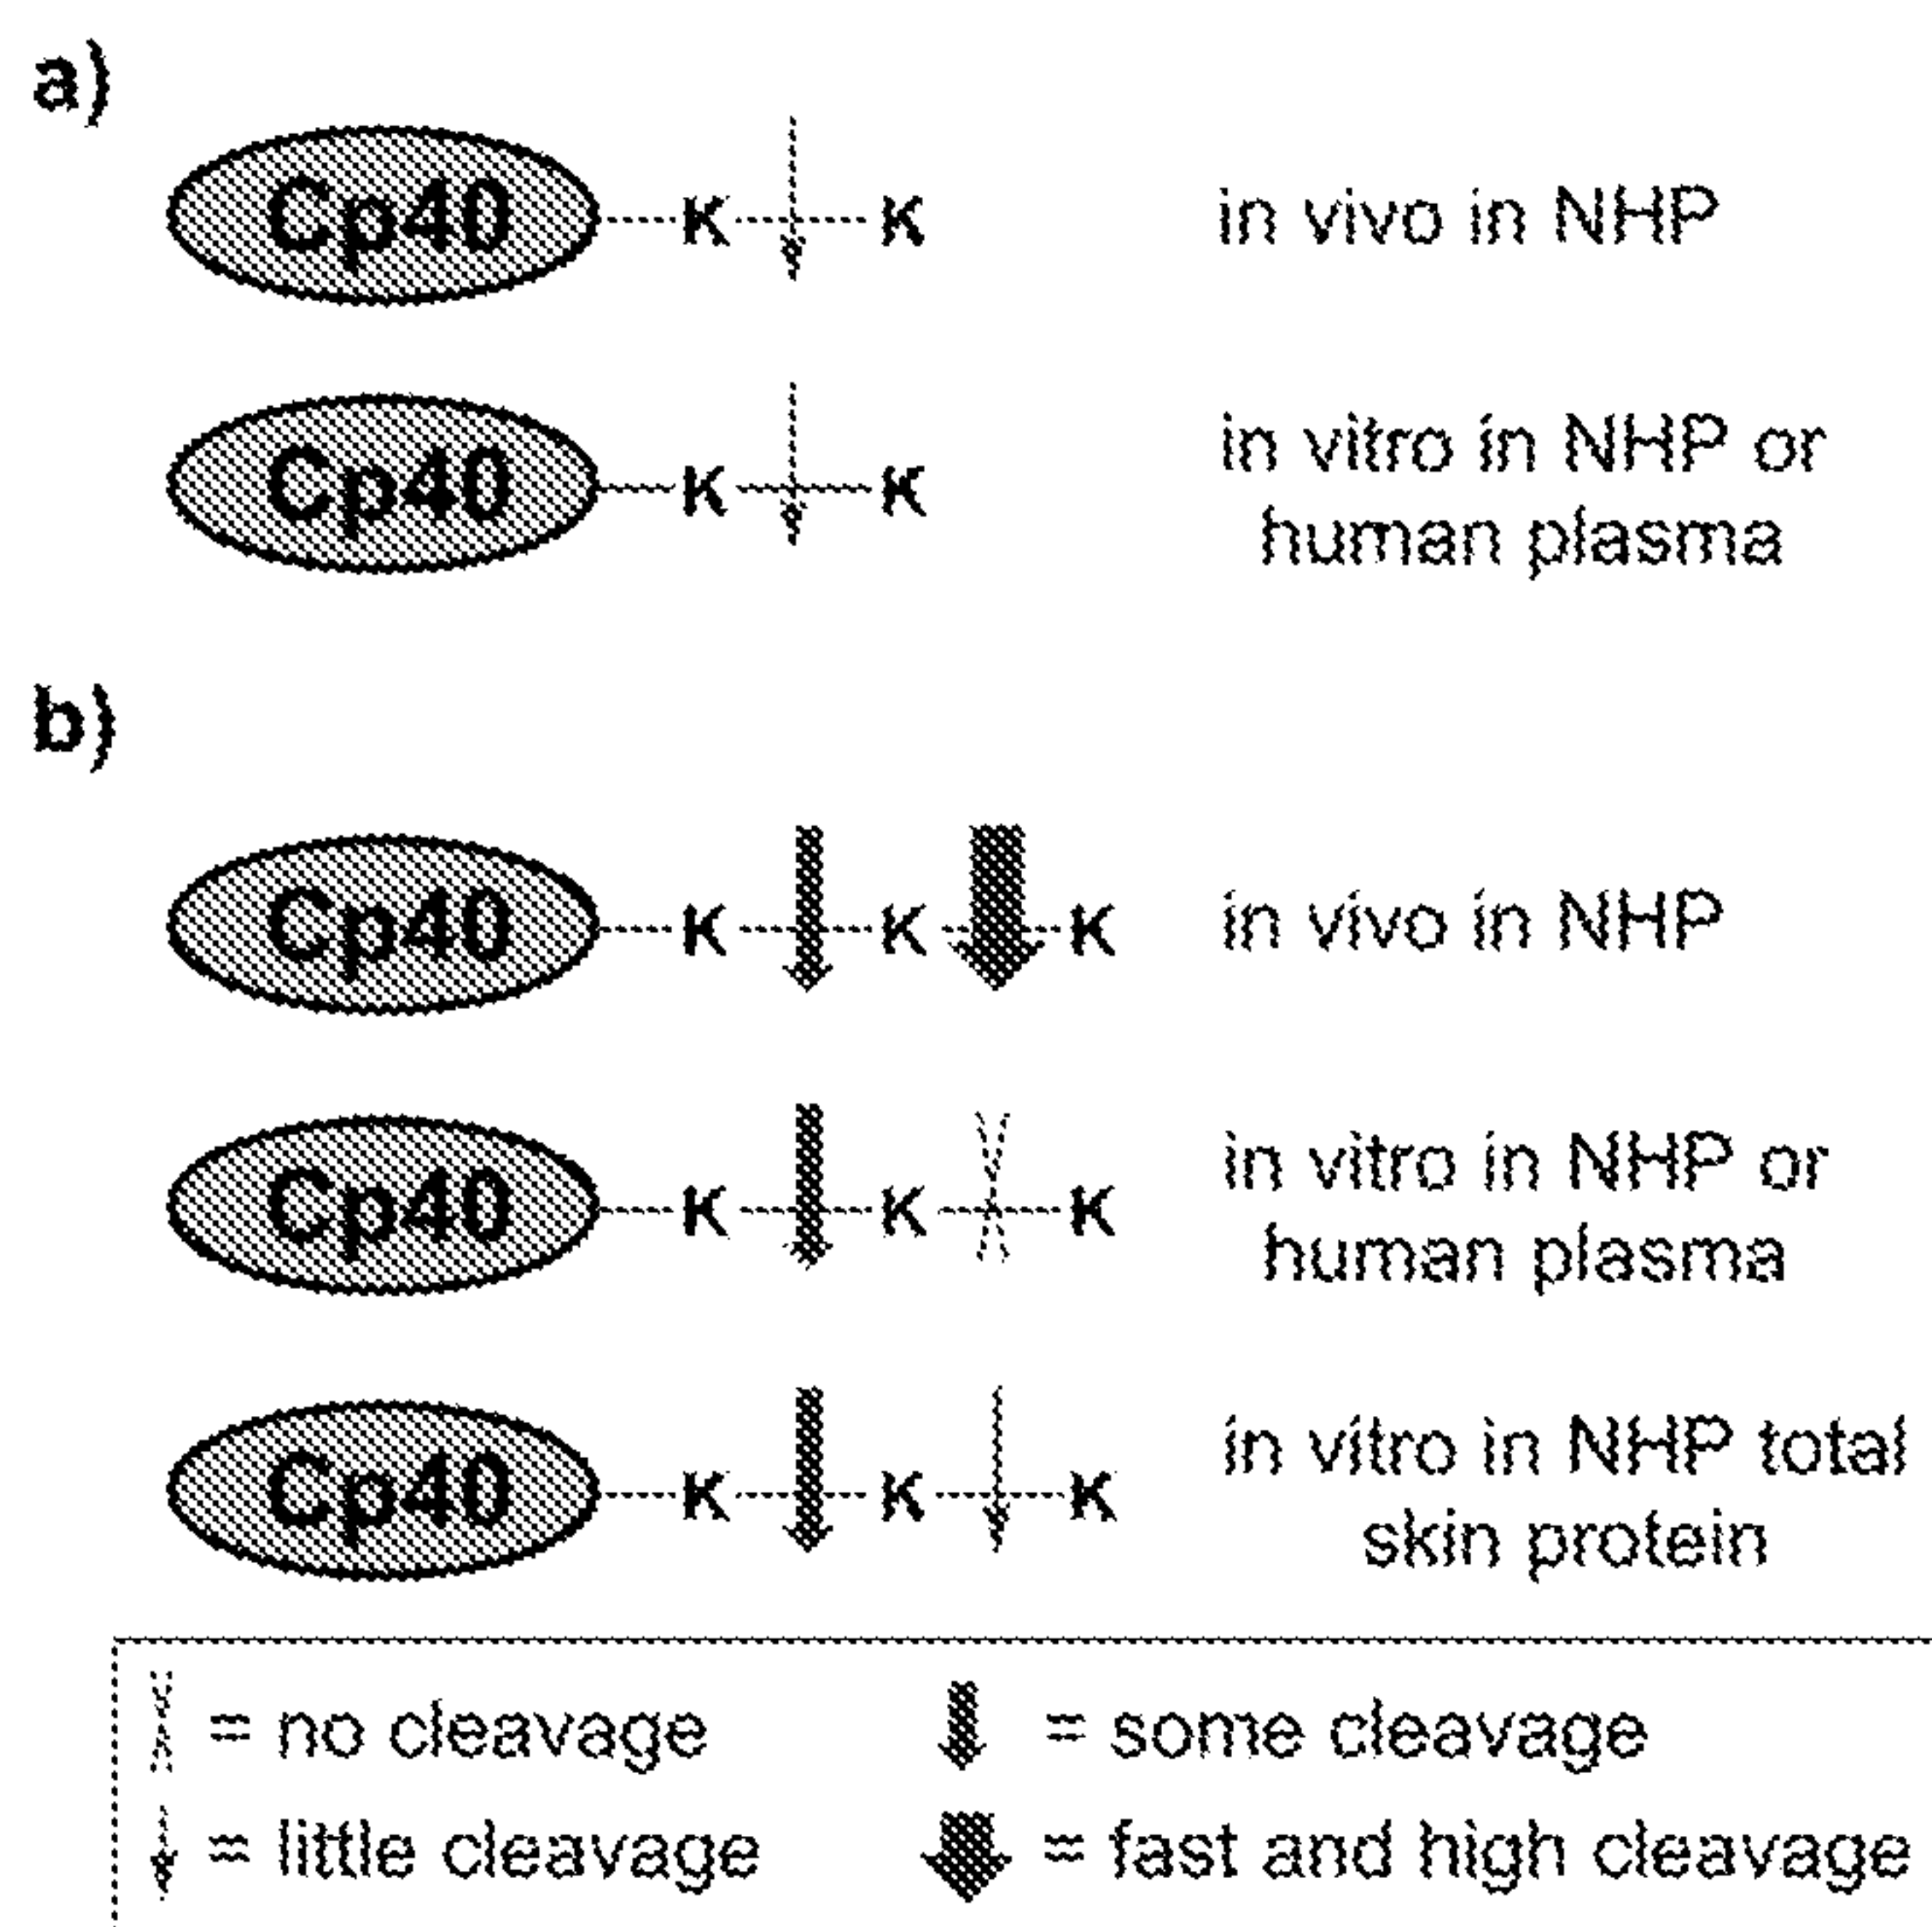 a)
Cp40 K K in vivo in NHP
Cp40 K K in vitro in NHP or
human plasma
b)
Cp40 K K K in vivo in NHP
Cp40 K K K in vitro in NHP or
human plasma
Cp40 K K K in vitro in NHP total
skin protein
= no cleavage = some cleavage
= little cleavage = fast and high cleavage